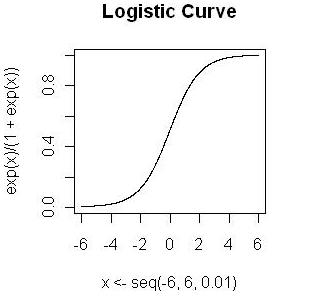 Logistic Curve
exp(x)/(1 + exp(x))
0.8
0.4
0.0
-6 -4 -2 0 2 4 6
x <- seq(-6, 6, 0.01)